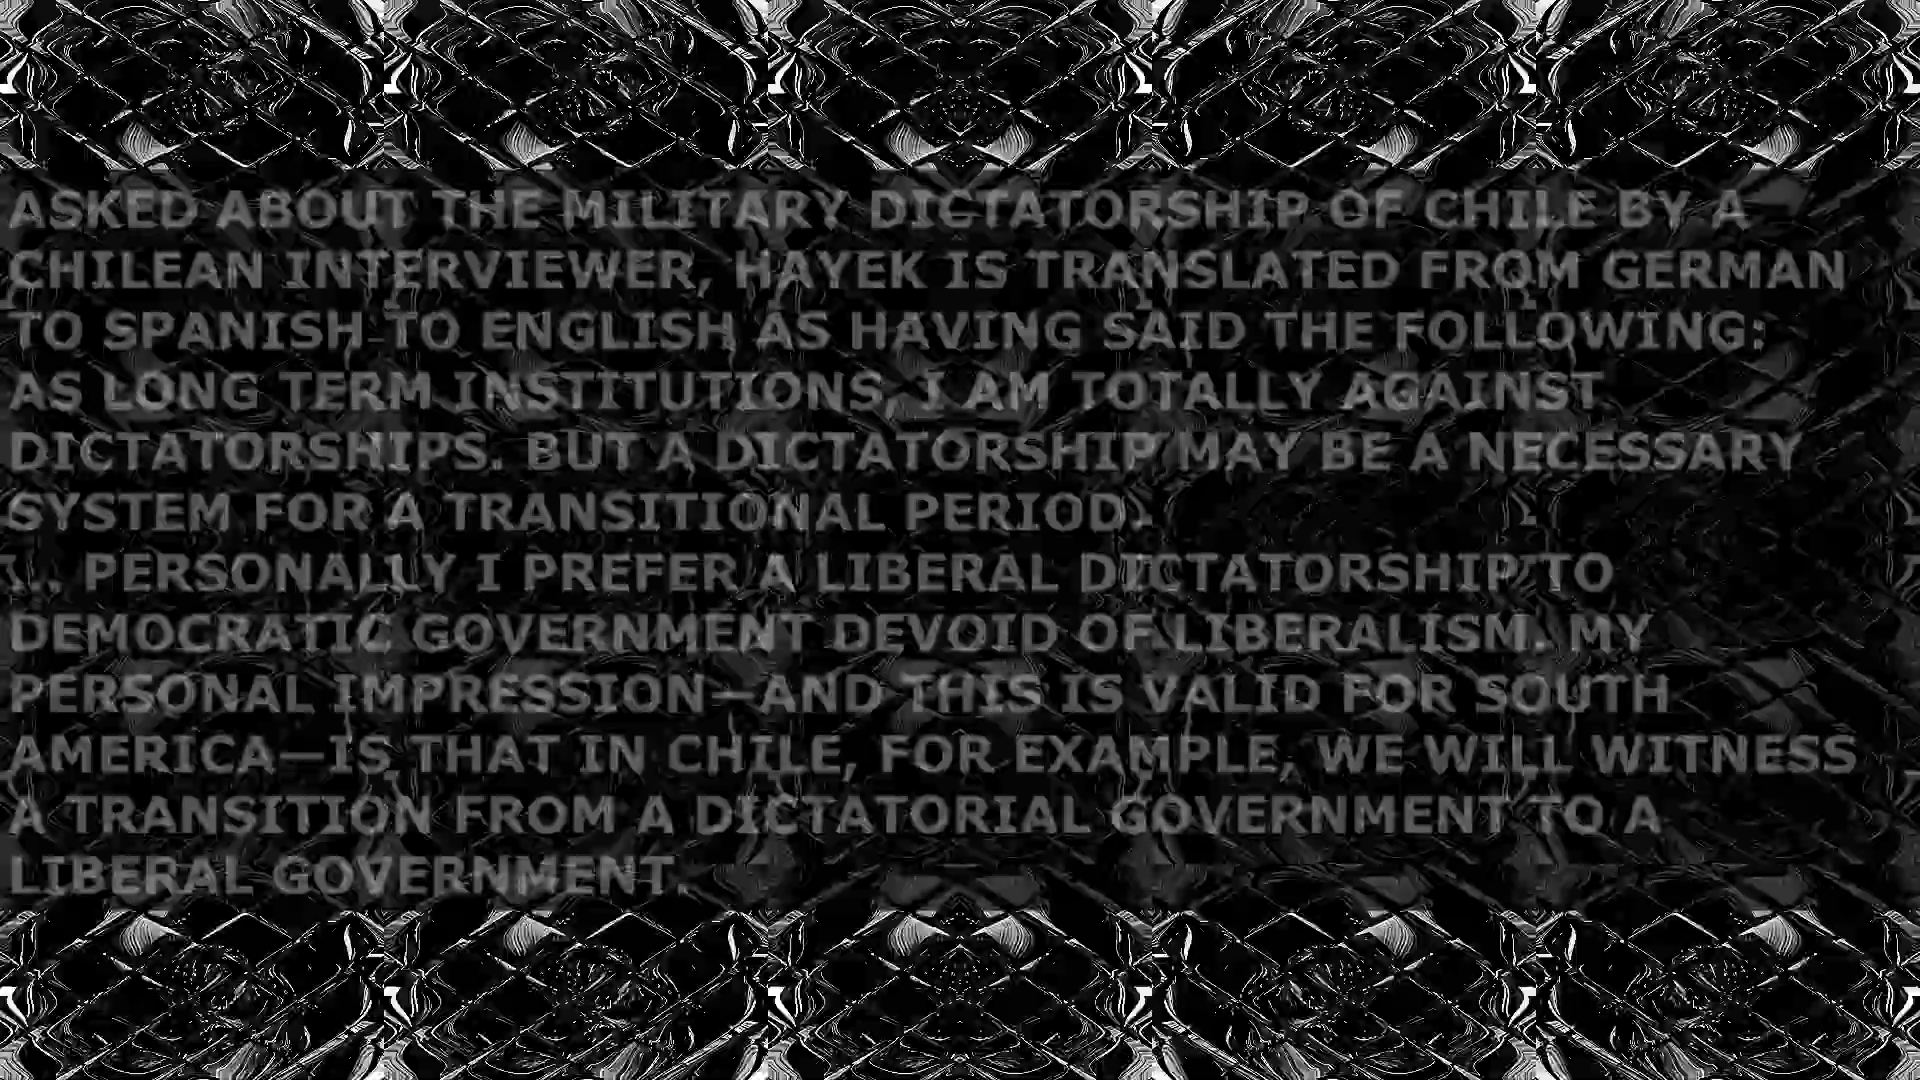 ASKED ABOUT THE MILITARY DICTATORSHIP OF CHILE BY A
CHILEAN INTERVIEWER, HAYEK IS TRANSLATED FROM GERMAN
TO SPANISH TO ENGLISH AS HAVING SAID THE FOLLOWING:
AS LONG TERM INSTITUTIONS, I AM TOTALLY AGAINST
DICTATORSHIPS. BUT A DICTATORSHIP MAY BE A NECESSARY
SYSTEM FOR A TRANSITIONAL PERIOD.
... PERSONALLY I PREFER A LIBERAL DICTATORSHIP TO
DEMOCRATIC GOVERNMENT DEVOID OF LIBERALISM. MY
PERSONAL IMPRESSION—AND THIS IS VALID FOR SOUTH
AMERICA—IS THAT IN CHILE, FOR EXAMPLE, WE WILL WITNESS
A TRANSITION FROM A DICTATORIAL GOVERNMENT TO A
LIBERAL GOVERNMENT.